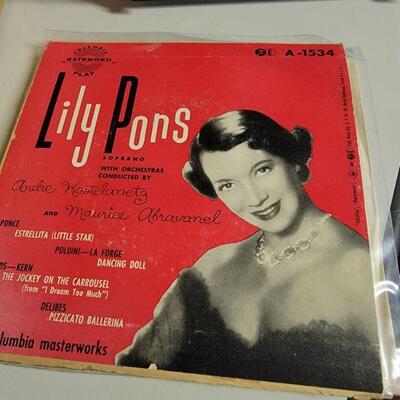 COLUMBIA
EXTENDED
PLAY
A-1534
Lily Pons
SOPRANO
WITH ORCHESTRAS
CONDUCTED BY
Andre Kostelanetz
AND Maurice Abravanel
PONCE
ESTRELLITA (LITTLE STAR)
POLDINI—LA FORGE
DANCING DOLL
DS—KERN
THE JOCKEY ON THE CARROUSEL
(from "I Dream Too Much")
DELIBES
PIZZICATO BALLERINA
lumbia masterworks